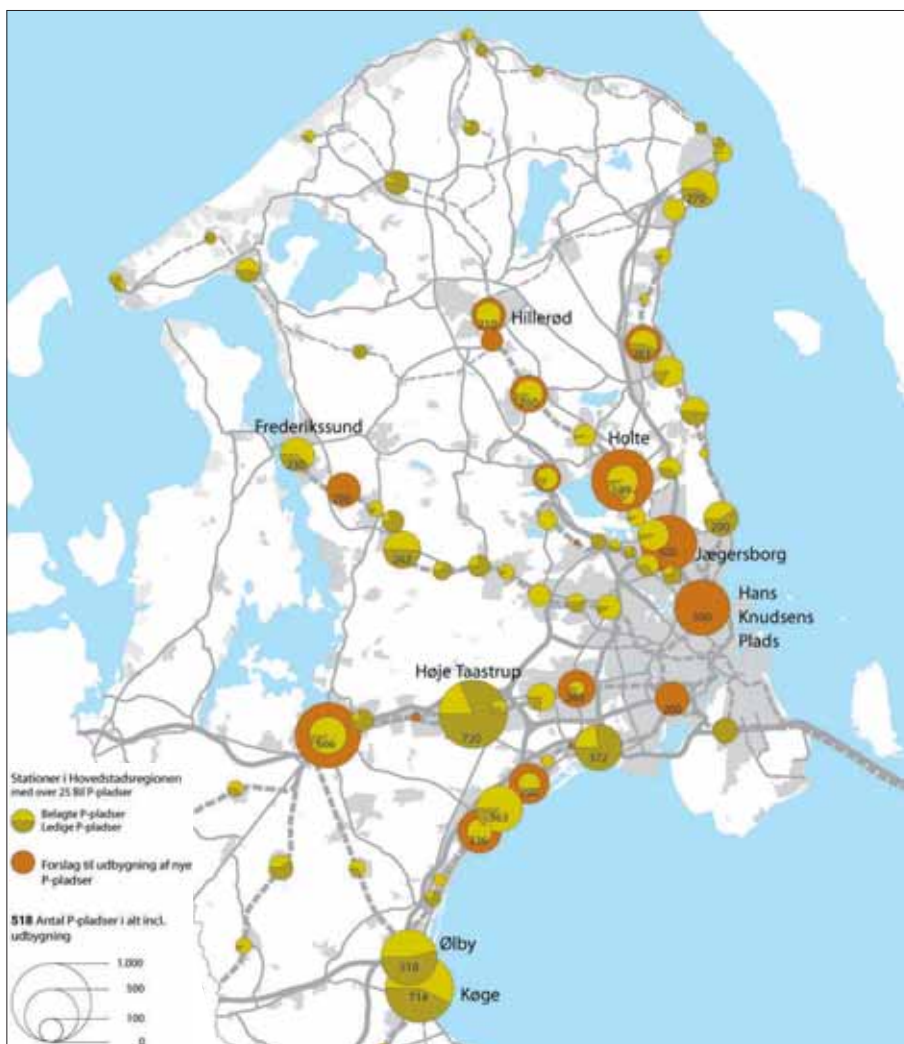 Hillerød
Frederikssund
Holte
Jægersborg
Hans
Knudsens
Plads
Høje Taastrup
720
572
Ølby
518
Køge
714
Stationer i Hovedstadsregionen
med over 25 Bil P-pladser
Belagte P-pladser
Ledige P-pladser
Forslag til udbygning af nye
P-pladser
518 Antal P-pladser i alt incl.
udbygning
1.000
500
100
0